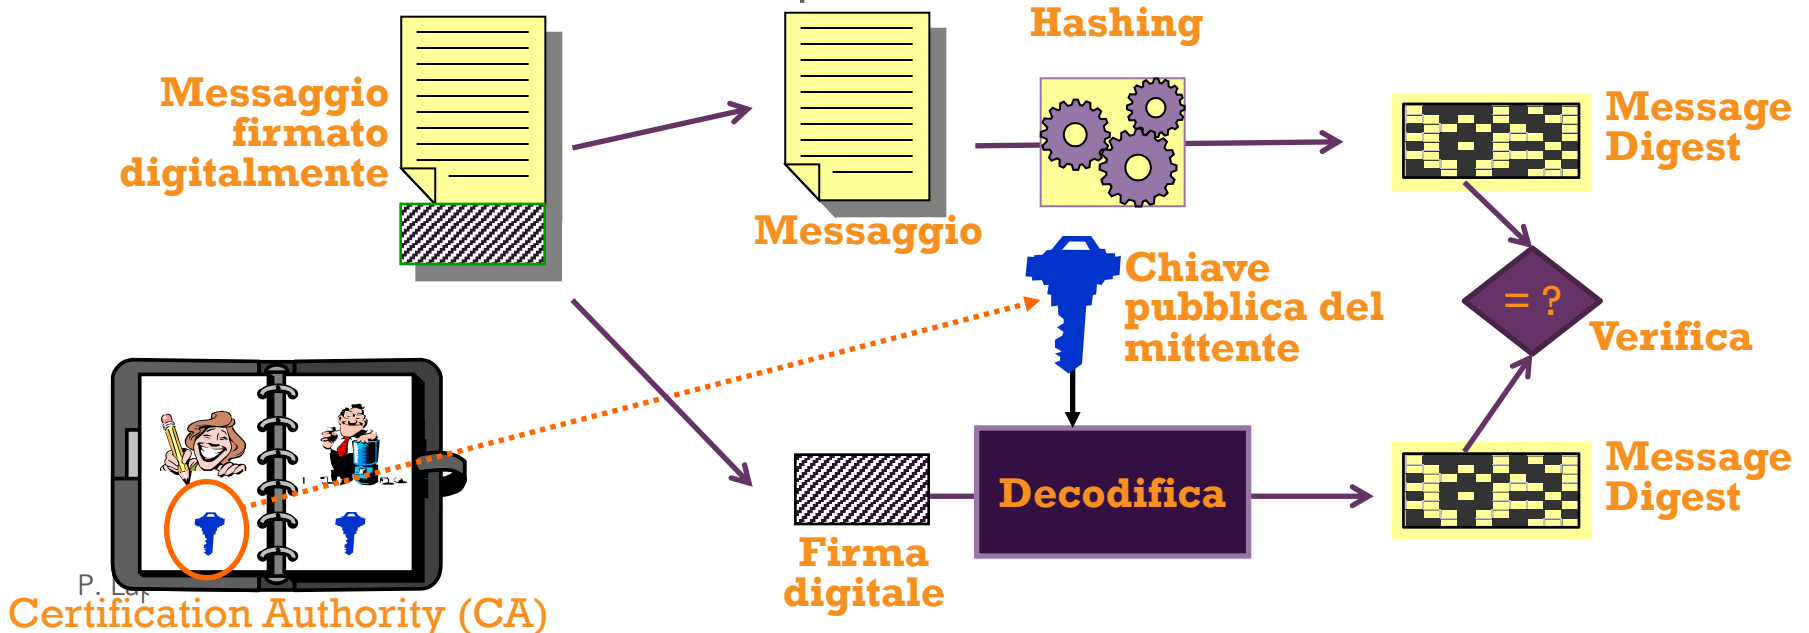 Hashing
Messaggio
firmato
digitalmente
Message
Digest
Messaggio
Chiave
pubblica del
mittente
= ?
Verifica
Decodifica
Message
Digest
Firma
digitale
P.
Certification Authority (CA)